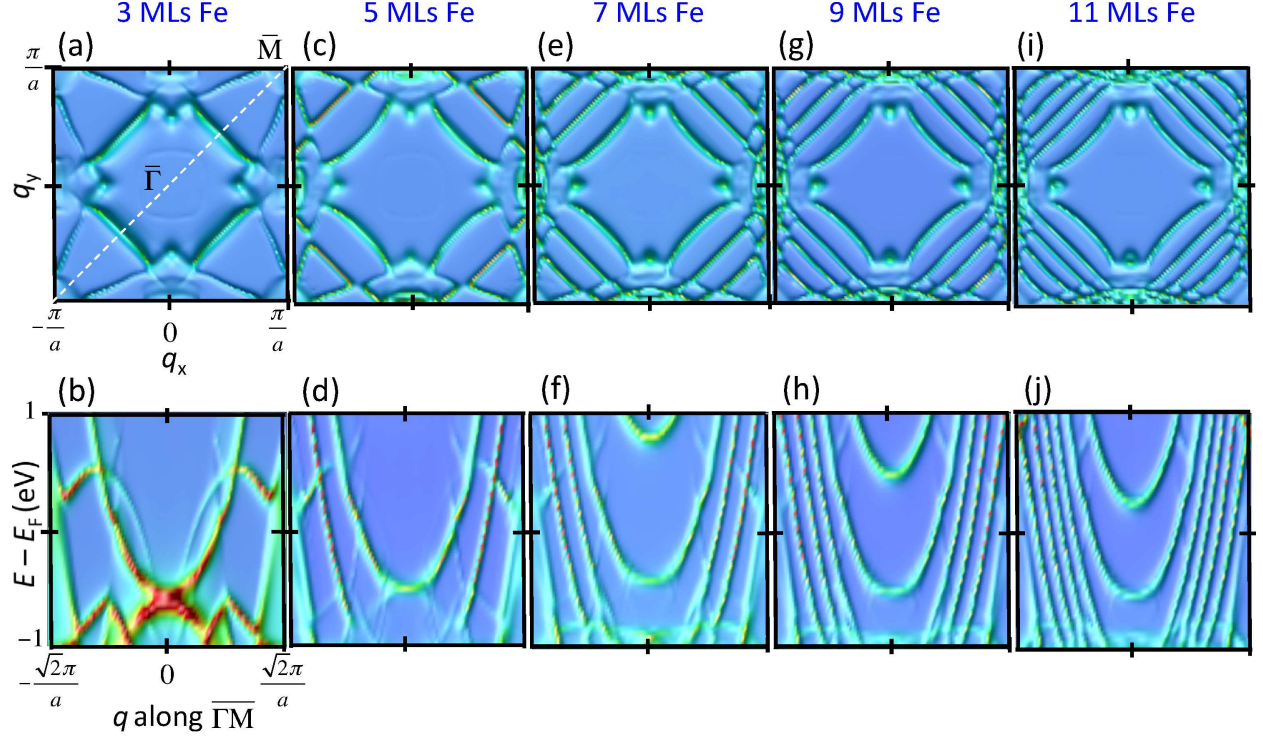 3 MLs Fe 5 MLs Fe 7 MLs Fe 9 MLs Fe 11 MLs Fe
(a) M̅ (c) (e) (g) (i)
π/a
Γ̅
q_y
−π/a 0 π/a
q_x
(b) (d) (f) (h) (j)
1
E − E_F (eV)
−1
−√2π/a 0 √2π/a
q along Γ̅M̅